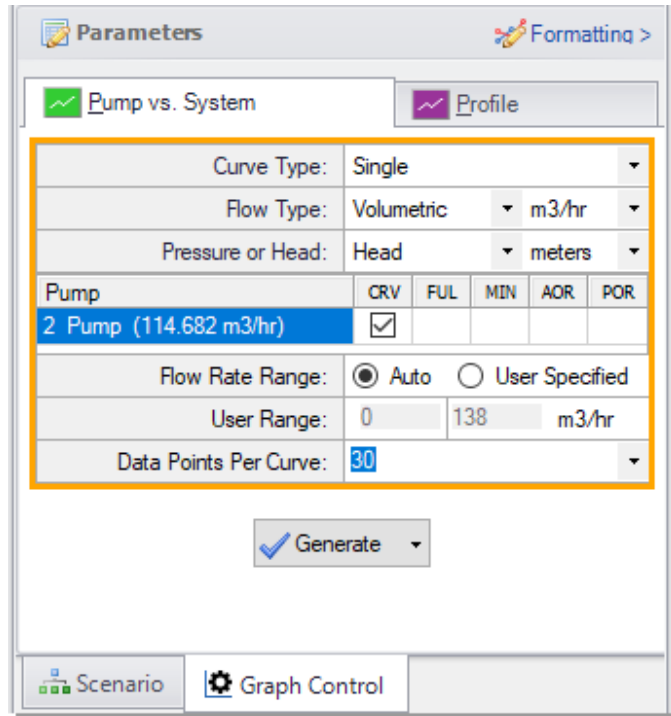 Parameters Formatting >
Pump vs. System Profile
Curve Type: Single
Flow Type: Volumetric m3/hr
Pressure or Head: Head meters
Pump CRV FUL MIN AOR POR
2 Pump (114.682 m3/hr)
Flow Rate Range: Auto User Specified
User Range: 0 138 m3/hr
Data Points Per Curve: 30
Generate
Scenario Graph Control